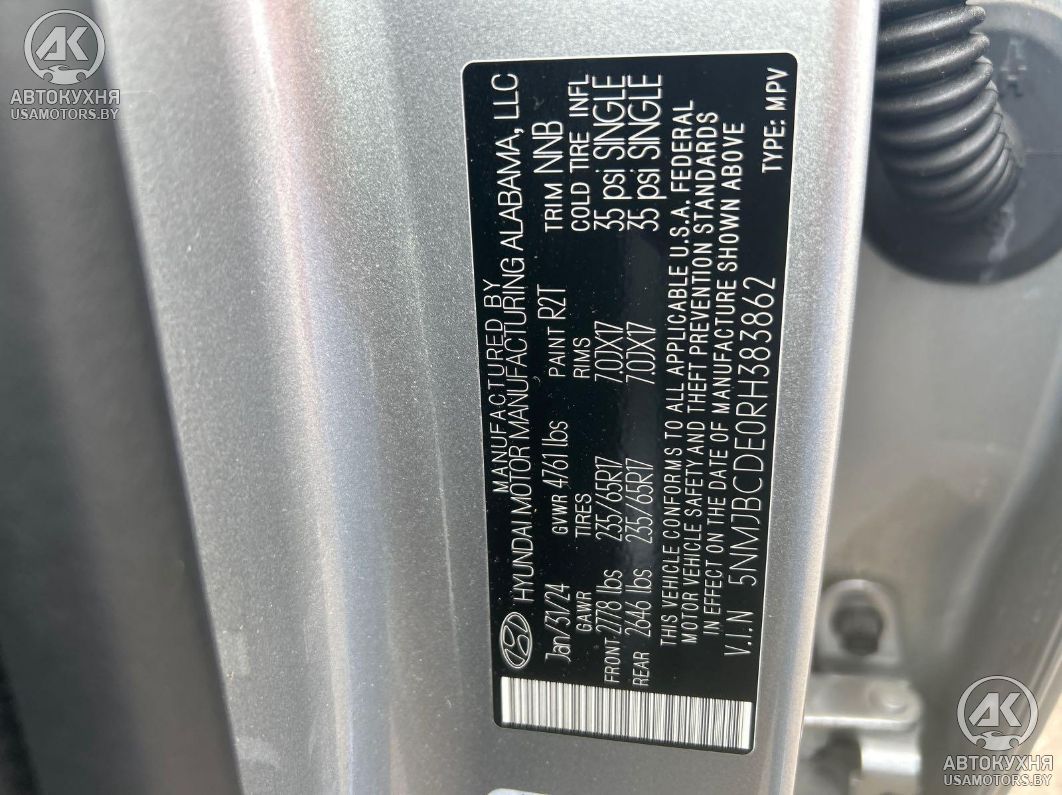 AK
АВТОКУХНЯ
USAMOTORS.BY
MANUFACTURED BY
HYUNDAI MOTOR MANUFACTURING ALABAMA, LLC
Jan/31/24 GVWR 4761 lbs PAINT R2T TRIM NNB
GAWR TIRES RIMS COLD TIRE INFL
FRONT-2778 lbs 235/65R17 7.0JX17 35 psi SINGLE
REAR 2646 lbs 235/65R17 7.0JX17 35 psi SINGLE
THIS VEHICLE CONFORMS TO ALL APPLICABLE U.S.A. FEDERAL
MOTOR VEHICLE SAFETY AND THEFT PREVENTION STANDARDS
IN EFFECT ON THE DATE OF MANUFACTURE SHOWN ABOVE
V.I.N 5NMJBCDE0RH383862 TYPE: MPV
AK
АВТОКУХНЯ
USAMOTORS.BY